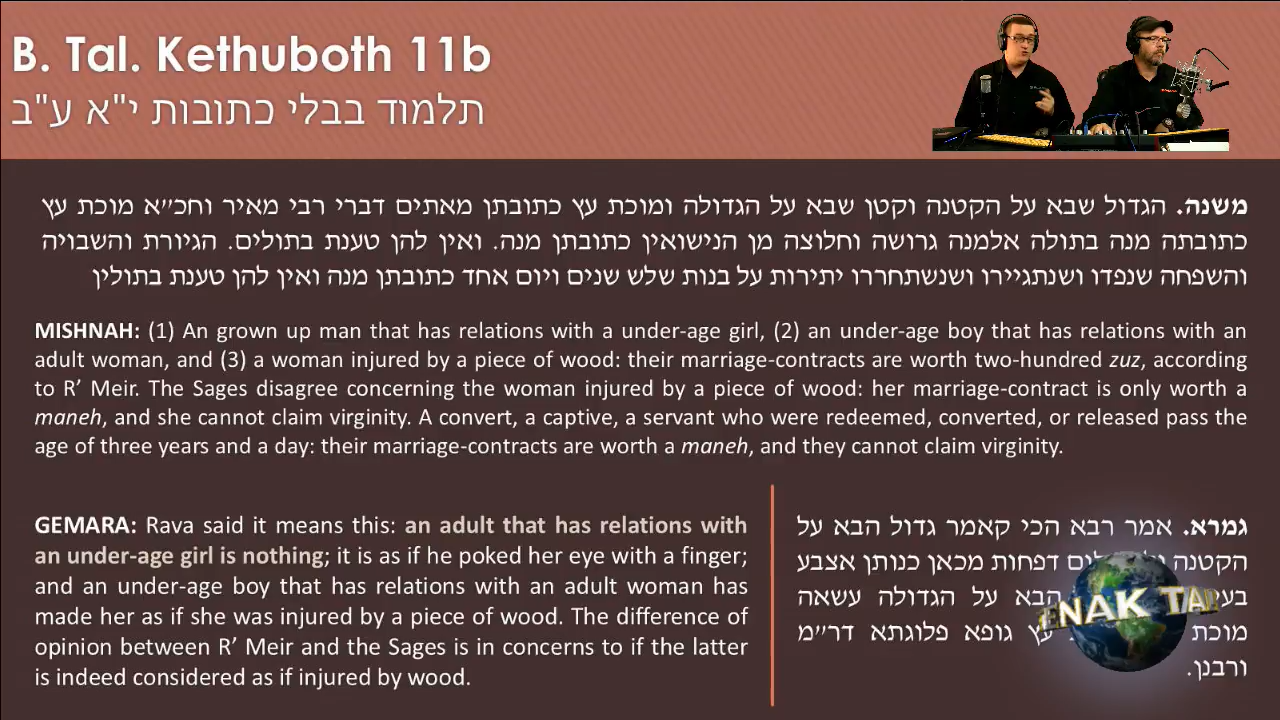 B. Tal. Kethuboth 11b
תלמוד בבלי כתובות י"א ע"ב
משנה. הגדול שבא על הקטנה וקטן שבא על הגדולה ומוכת עץ כתובתן מאתים דברי רבי מאיר וחכ״א מוכת עץ
כתובתה מנה בתולה אלמנה גרושה וחלוצה מן הנישואין כתובתן מנה. ואין להן טענת בתולים. הגיורת והשבויה
והשפחה שנפדו ושנתגיירו ושנשתחררו יתירות על בנות שלש שנים ויום אחד כתובתן מנה ואין להן טענת בתולין
MISHNAH: (1) An grown up man that has relations with a under-age girl, (2) an under-age boy that has relations with an
adult woman, and (3) a woman injured by a piece of wood: their marriage-contracts are worth two-hundred zuz, according
to R’ Meir. The Sages disagree concerning the woman injured by a piece of wood: her marriage-contract is only worth a
maneh, and she cannot claim virginity. A convert, a captive, a servant who were redeemed, converted, or released pass the
age of three years and a day: their marriage-contracts are worth a maneh, and they cannot claim virginity.
GEMARA: Rava said it means this: an adult that has relations with
an under-age girl is nothing; it is as if he poked her eye with a finger;
and an under-age boy that has relations with an adult woman has
made her as if she was injured by a piece of wood. The difference of
opinion between R’ Meir and the Sages is in concerns to if the latter
is indeed considered as if injured by wood.
גמרא. אמר רבא הכי קאמר גדול הבא על
הקטנה דפחות מכאן כנותן אצבע
הבא על הגדולה עשאה
מוכת עץ גופא פלוגתא דר״מ
ורבנן.
NAK TA